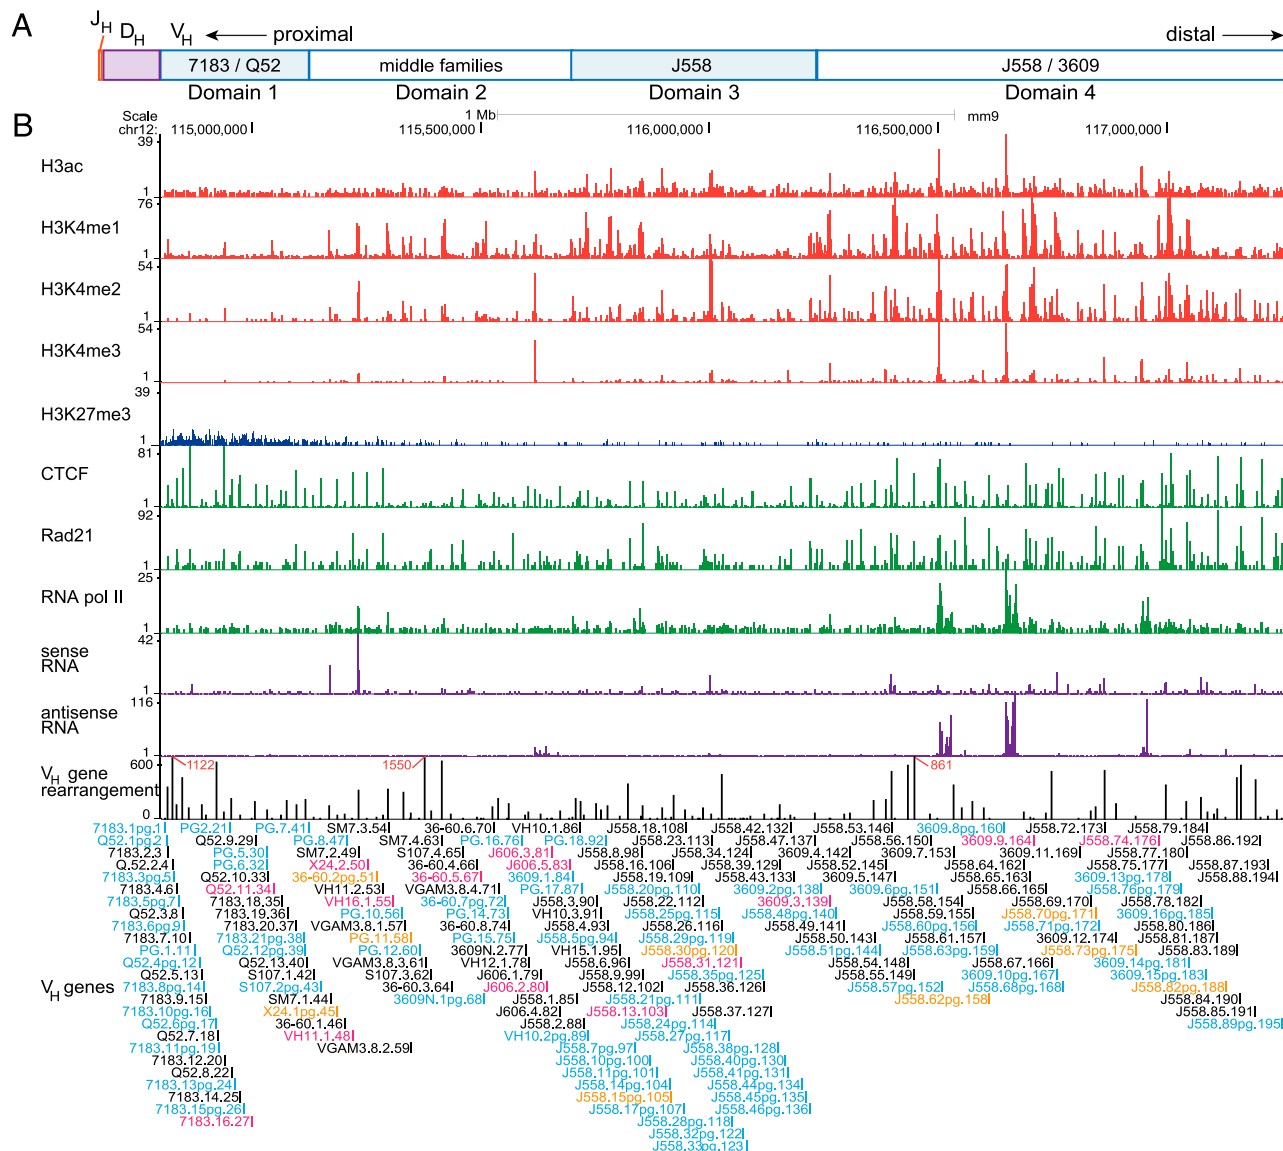 A
J H
D H
V H
proximal
distal
7183 / Q52
middle families
J558
J558 / 3609
Domain 1
Domain 2
Domain 3
Domain 4
B
Scale
1 Mb
mm9
chr12:
115,000,000
115,500,000
116,000,000
116,500,000
117,000,000
39
H3ac
1
76
H3K4me1
1
54
H3K4me2
1
54
H3K4me3
1
39
H3K27me3
1
81
CTCF
1
92
Rad21
1
25
RNA pol II
1
42
sense
RNA
1
116
antisense
RNA
1
600
V H gene
rearrangement
0
1122
1550
861
V H genes
7183.1pg.1
Q52.1pg.2
7183.2.3
Q.52.2.4
7183.3pg.5
7183.4.6
7183.5pg.7
Q52.3.8
7183.6pg.9
7183.7.10
PG.1.11
Q52.4pg.12
Q52.5.13
7183.8pg.14
7183.9.15
7183.10pg.16
Q52.6pg.17
Q52.7.18
7183.11pg.19
7183.12.20
Q52.8.22
7183.13pg.24
7183.14.25
7183.15pg.26
7183.16.27
PG2.21
Q52.9.29
PG.5.30
PG.6.32
Q52.10.33
Q52.11.34
7183.18.35
7183.19.36
7183.20.37
7183.21pg.38
Q52.12pg.39
Q52.13.40
S107.1.42
S107.2pg.43
SM7.1.44
X24.1pg.45
36-60.1.46
VH11.1.48
PG.7.41
PG.8.47
SM7.2.49
X24.2.50
36-60.2pg.51
VH11.2.53
VH16.1.55
PG.10.56
VGAM3.8.1.57
PG.11.58
PG.12.60
VGAM3.8.3.61
S107.3.62
36-60.3.64
3609N.1pg.68
VGAM3.8.2.59
SM7.3.54
SM7.4.63
S107.4.65
36-60.4.66
36-60.5.67
VGAM3.8.4.71
36-60.7pg.72
PG.14.73
36-60.8.74
PG.15.75
3609N.2.77
VH12.1.78
J606.1.79
J606.2.80
J558.1.85
J606.4.82
J558.2.88
VH10.2pg.89
36-60.6.70
PG.16.76
J606.3.81
J606.5.83
3609.1.84
PG.17.87
J558.3.90
VH10.3.91
J558.4.93
J558.5pg.94
VH15.1.95
J558.6.96
J558.9.99
J558.12.102
J558.21pg.111
J558.13.103
J558.24pg.114
J558.27pg.117
J558.7pg.97
J558.10pg.100
J558.11pg.101
J558.14pg.104
J558.15pg.105
J558.17pg.107
J558.28pg.118
J558.32pg.122
J558.33pg.123
VH10.1.86
PG.18.92
J558.8.98
J558.16.106
J558.19.109
J558.20pg.110
J558.22.112
J558.25pg.115
J558.26.116
J558.29pg.119
J558.30pg.120
J558.31.121
J558.35pg.125
J558.36.126
J558.37.127
J558.38pg.128
J558.40pg.130
J558.41pg.131
J558.44pg.134
J558.45pg.135
J558.46pg.136
J558.18.108
J558.23.113
J558.34.124
J558.39.129
J558.43.133
3609.2pg.138
3609.3.139
J558.48pg.140
J558.49.141
J558.50.143
J558.51pg.144
J558.54.148
J558.55.149
J558.57pg.152
J558.62pg.158
J558.42.132
J558.47.137
3609.4.142
J558.52.145
3609.5.147
3609.6pg.151
J558.58.154
J558.59.155
J558.60pg.156
J558.61.157
J558.63pg.159
J558.67.166
3609.10pg.167
J558.68pg.168
J558.53.146
J558.56.150
3609.7.153
J558.64.162
J558.65.163
J558.66.165
J558.69.170
J558.70pg.171
J558.71pg.172
3609.12.174
J558.73pg.175
3609.14pg.181
3609.15pg.183
J558.82pg.188
J558.84.190
J558.85.191
J558.89pg.195
3609.8pg.160
3609.9.164
3609.11.169
J558.72.173
J558.74.176
J558.77.180
J558.75.177
3609.13pg.178
J558.76pg.179
J558.78.182
3609.16pg.185
J558.80.186
J558.81.187
J558.83.189
J558.79.184
J558.86.192
J558.87.193
J558.88.194